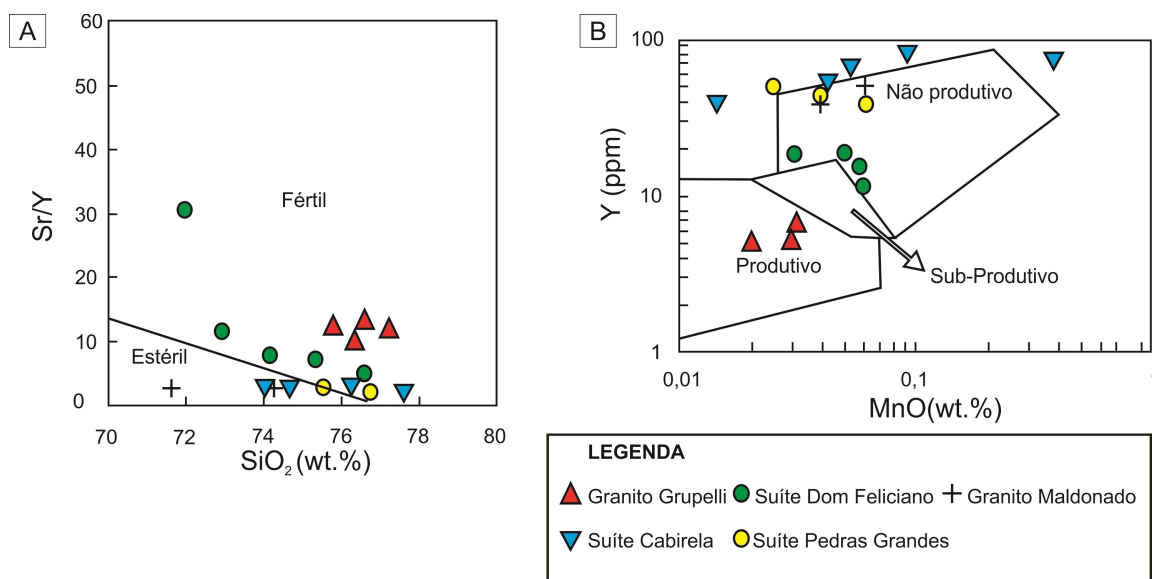 A
60
50
40
30
20
10
0
Sr/Y
Fértil
Estéril
70 72 74 76 78 80
SiO2 (wt.%)
B
100
10
1
Y (ppm)
Não produtivo
Produtivo
Sub-Produtivo
0,01 0,1
MnO(wt.%)
LEGENDA
Granito Grupelli Suíte Dom Feliciano Granito Maldonado
Suíte Cabirela Suíte Pedras Grandes